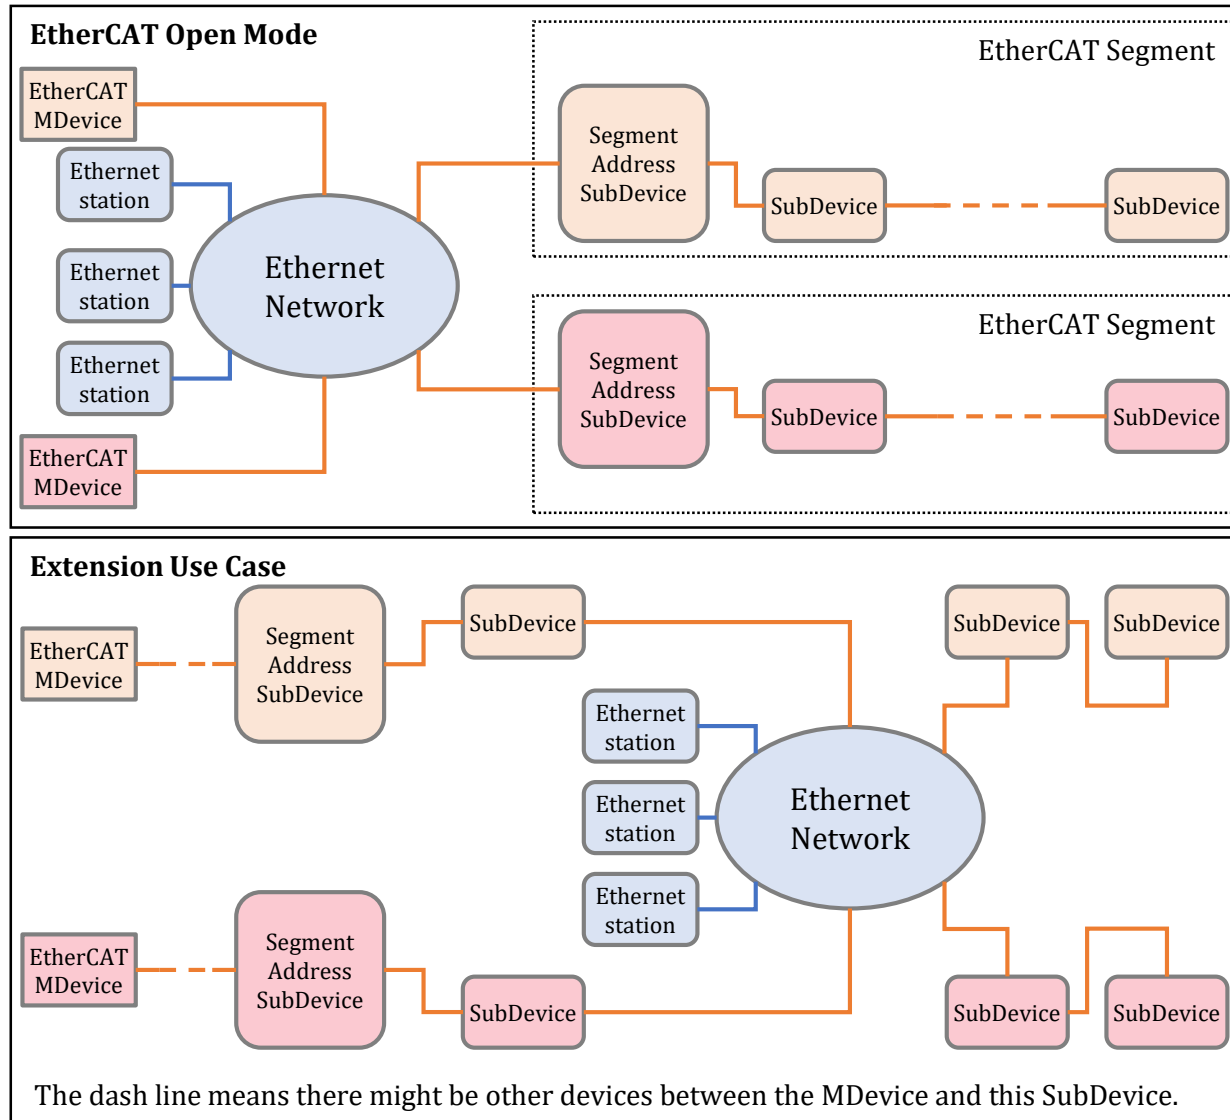 EtherCAT Open Mode
EtherCAT
MDevice
Ethernet
station
Ethernet
station
Ethernet
station
EtherCAT
MDevice
Ethernet
Network
EtherCAT Segment
Segment
Address
SubDevice
SubDevice
SubDevice
EtherCAT Segment
Segment
Address
SubDevice
SubDevice
SubDevice
Extension Use Case
EtherCAT
MDevice
Segment
Address
SubDevice
SubDevice
SubDevice
SubDevice
Ethernet
station
Ethernet
station
Ethernet
station
Ethernet
Network
EtherCAT
MDevice
Segment
Address
SubDevice
SubDevice
SubDevice
SubDevice
The dash line means there might be other devices between the MDevice and this SubDevice.